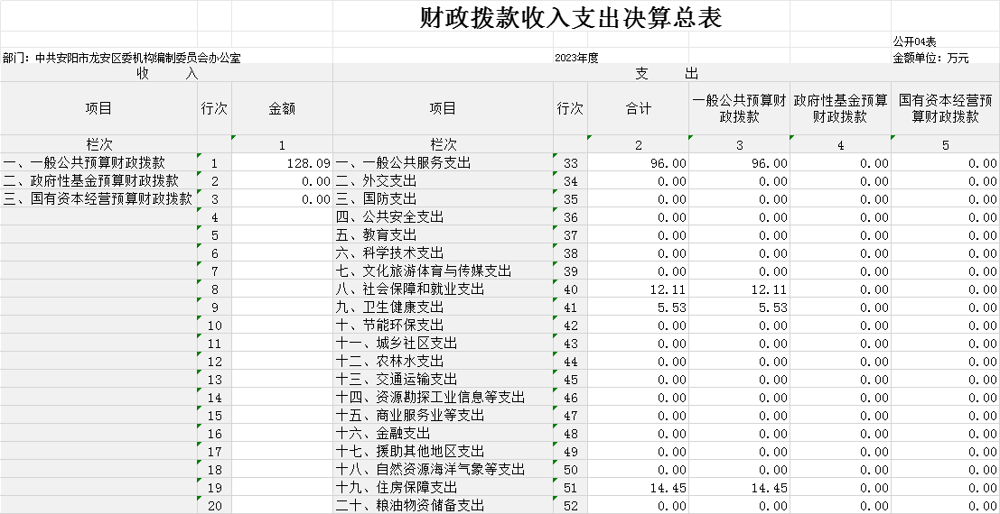 财政拨款收入支出决算总表
公开04表
部门：中共安阳市龙安区委机构编制委员会办公室 2023年度 金额单位：万元
收 入 支 出
项目 行次 金额 项目 行次 合计 一般公共预算财政拨款 政府性基金预算财政拨款 国有资本经营预算财政拨款
栏次 1 栏次 2 3 4 5
一、一般公共预算财政拨款 1 128.09 一、一般公共服务支出 33 96.00 96.00 0.00 0.00
二、政府性基金预算财政拨款 2 0.00 二、外交支出 34 0.00 0.00 0.00 0.00
三、国有资本经营预算财政拨款 3 0.00 三、国防支出 35 0.00 0.00 0.00 0.00
4 四、公共安全支出 36 0.00 0.00 0.00 0.00
5 五、教育支出 37 0.00 0.00 0.00 0.00
6 六、科学技术支出 38 0.00 0.00 0.00 0.00
7 七、文化旅游体育与传媒支出 39 0.00 0.00 0.00 0.00
8 八、社会保障和就业支出 40 12.11 12.11 0.00 0.00
9 九、卫生健康支出 41 5.53 5.53 0.00 0.00
10 十、节能环保支出 42 0.00 0.00 0.00 0.00
11 十一、城乡社区支出 43 0.00 0.00 0.00 0.00
12 十二、农林水支出 44 0.00 0.00 0.00 0.00
13 十三、交通运输支出 45 0.00 0.00 0.00 0.00
14 十四、资源勘探工业信息等支出 46 0.00 0.00 0.00 0.00
15 十五、商业服务业等支出 47 0.00 0.00 0.00 0.00
16 十六、金融支出 48 0.00 0.00 0.00 0.00
17 十七、援助其他地区支出 49 0.00 0.00 0.00 0.00
18 十八、自然资源海洋气象等支出 50 0.00 0.00 0.00 0.00
19 十九、住房保障支出 51 14.45 14.45 0.00 0.00
20 二十、粮油物资储备支出 52 0.00 0.00 0.00 0.00